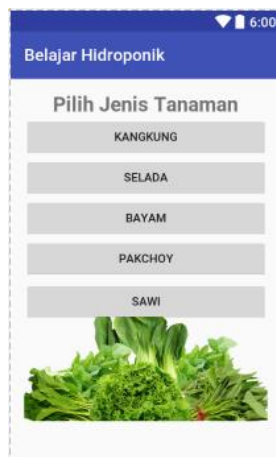 6:00
Belajar Hidroponik
Pilih Jenis Tanaman
KANGKUNG
SELADA
BAYAM
PAKCHOY
SAWI